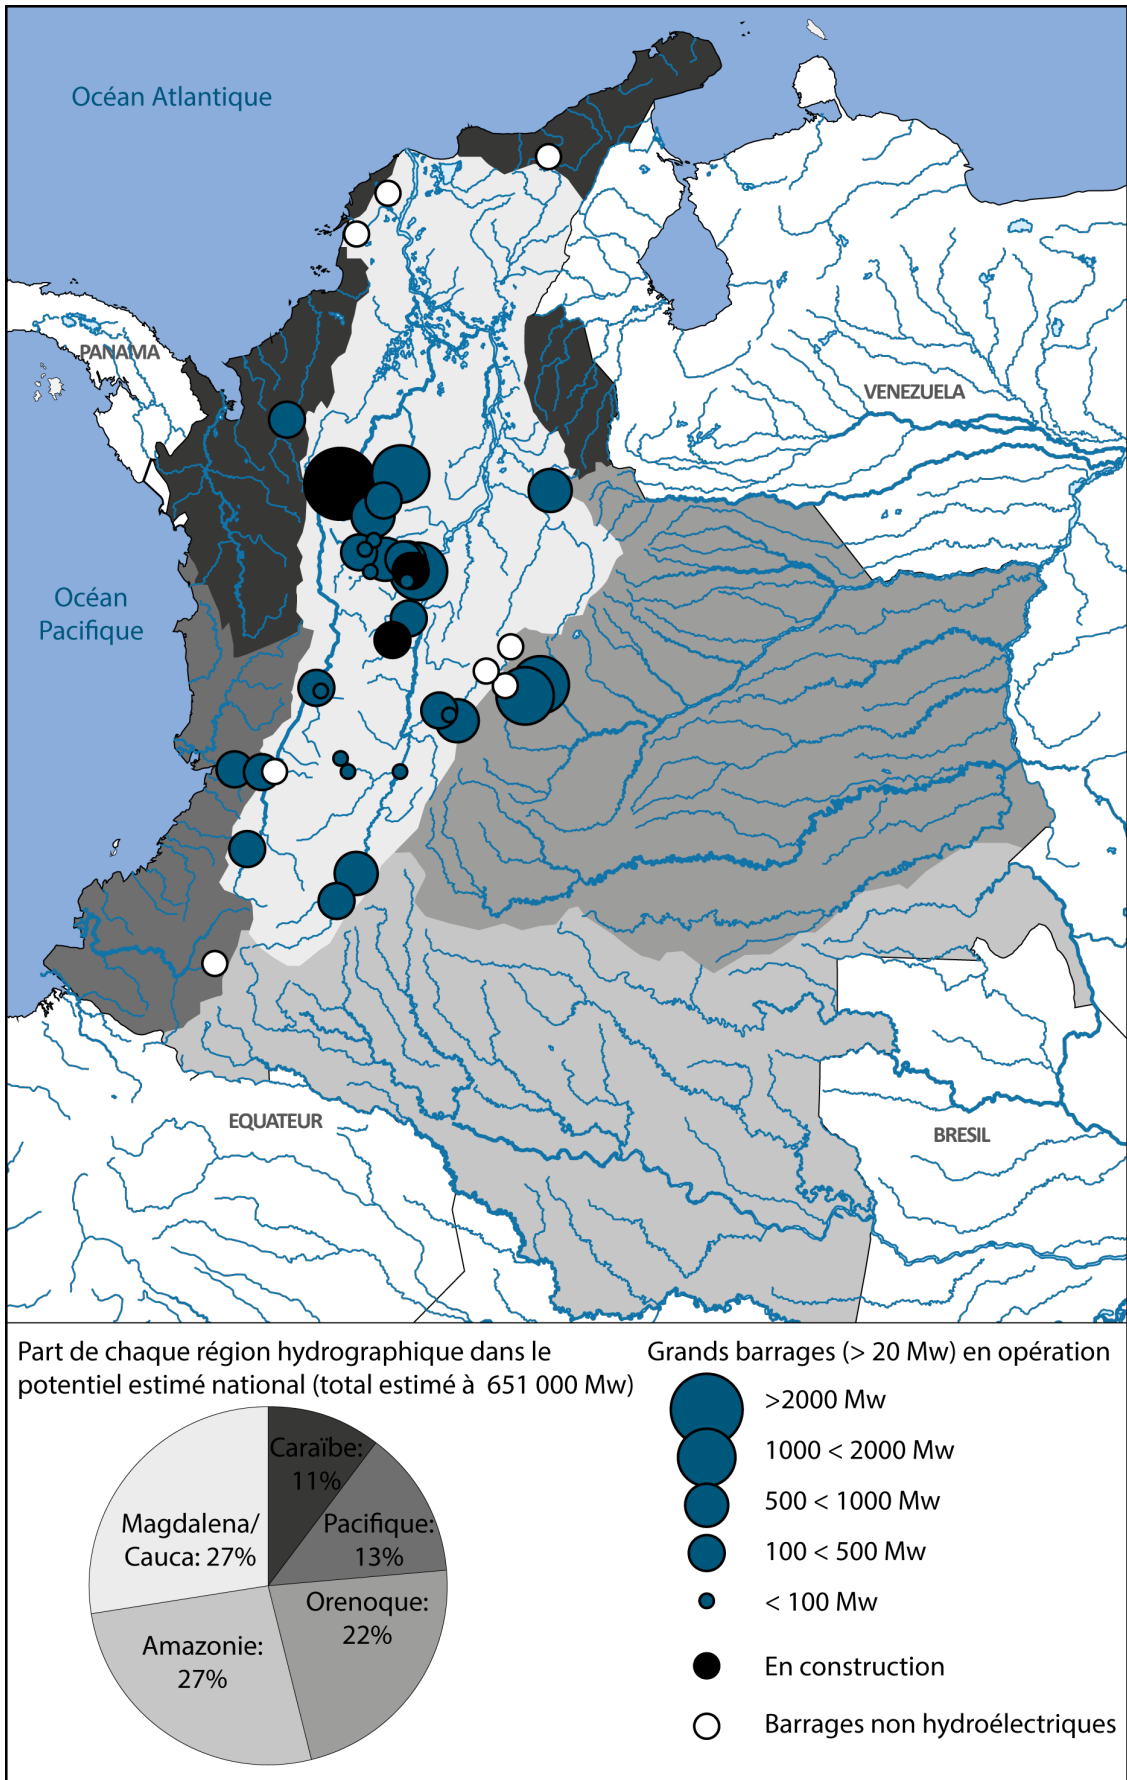 Océan Atlantique
PANAMA
VENEZUELA
Océan
Pacifique
EQUATEUR
BRESIL
Part de chaque région hydrographique dans le
potentiel estimé national (total estimé à 651 000 Mw)
Caraïbe:
11%
Magdalena/
Cauca: 27%
Pacifique:
13%
Orenoque:
22%
Amazonie:
27%
Grands barrages (> 20 Mw) en opération
>2000 Mw
1000 < 2000 Mw
500 < 1000 Mw
100 < 500 Mw
< 100 Mw
En construction
Barrages non hydroélectriques